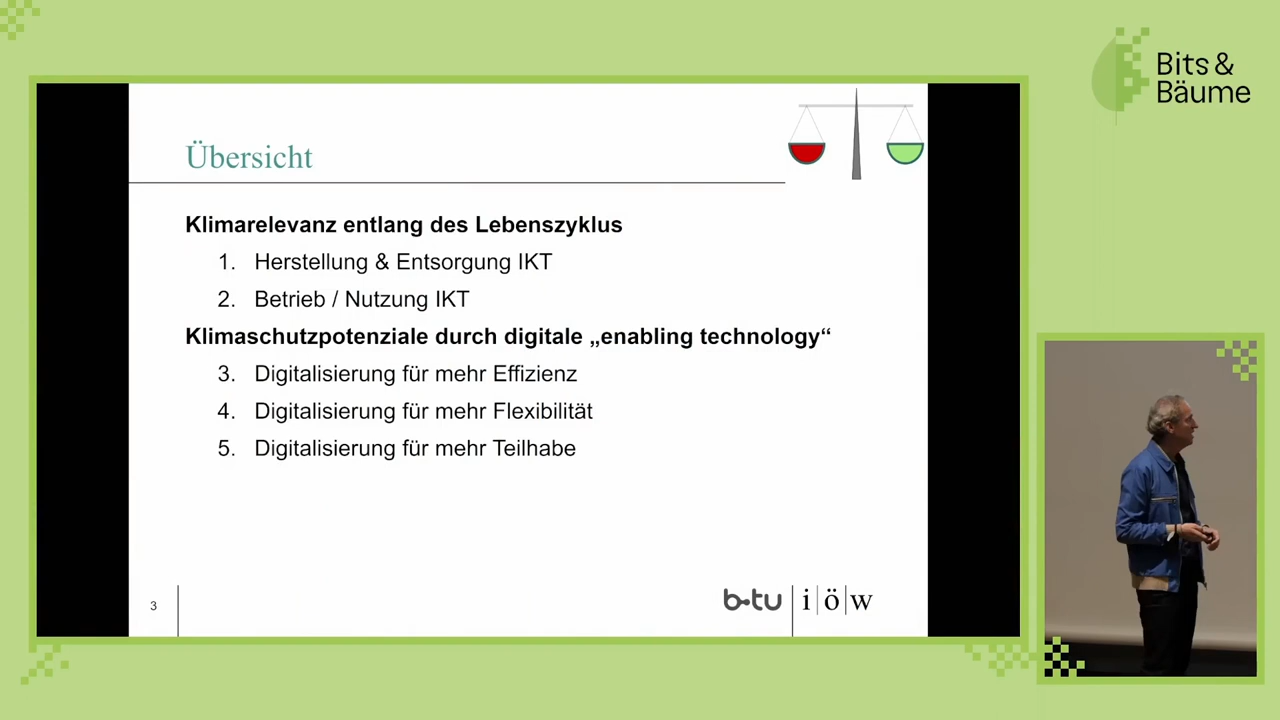 Bits &
Bäume
Übersicht
Klimarelevanz entlang des Lebenszyklus
1. Herstellung & Entsorgung IKT
2. Betrieb / Nutzung IKT
Klimaschutzpotenziale durch digitale „enabling technology“
3. Digitalisierung für mehr Effizienz
4. Digitalisierung für mehr Flexibilität
5. Digitalisierung für mehr Teilhabe
3
b-tu
i|ö|w